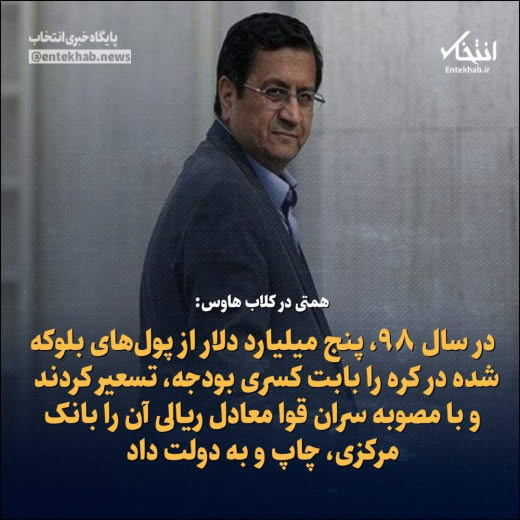 پایگاه خبری انتخاب
@entekhab.news
انتخاب
Entekhab.ir
همتی در کلاب هاوس:
در سال ۹۸، پنج میلیارد دلار از پول‌های بلوکه
شده در کره را بابت کسری بودجه، تسعیر کردند
و با مصوبه سران قوا معادل ریالی آن را بانک
مرکزی، چاپ و به دولت داد